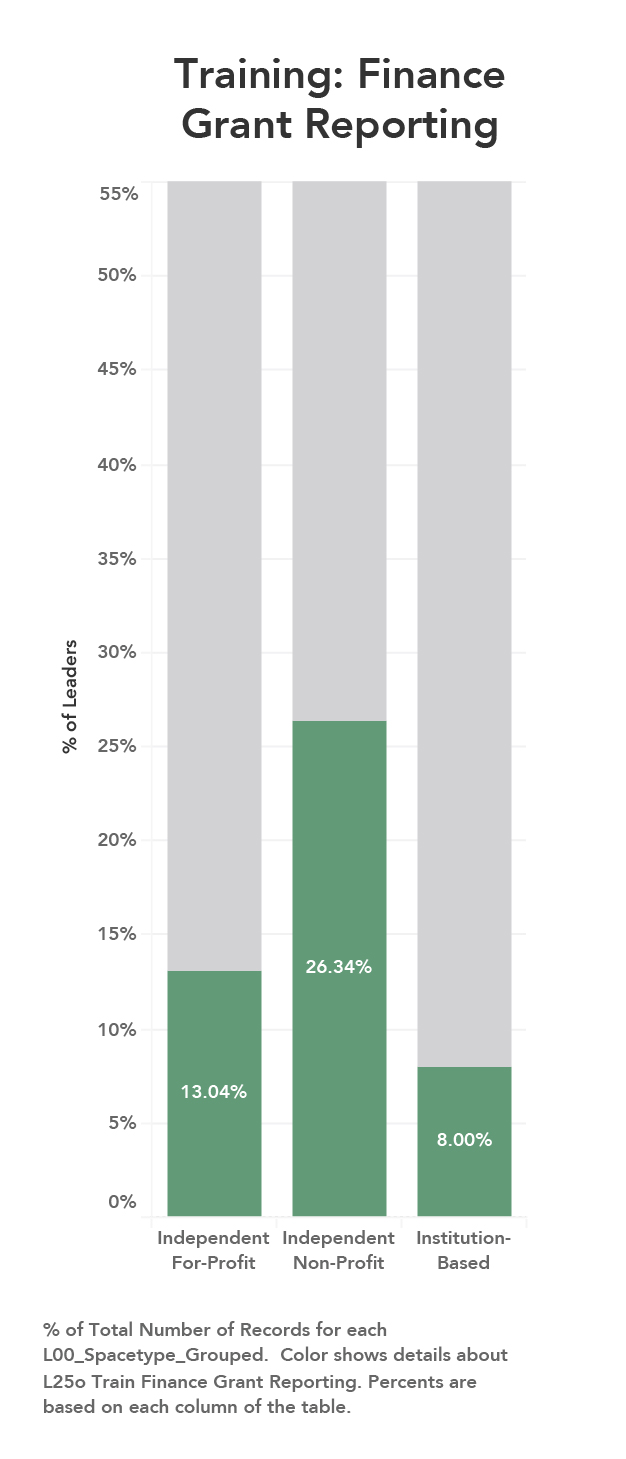 Training: Finance
Grant Reporting
55%
50%
45%
40%
35%
30%
25%
20%
15%
10%
5%
0%
% of Leaders
13.04%
26.34%
8.00%
Independent
For-Profit
Independent
Non-Profit
Institution-
Based
% of Total Number of Records for each
L00_Spacetype_Grouped.  Color shows details about
L25o Train Finance Grant Reporting. Percents are
based on each column of the table.